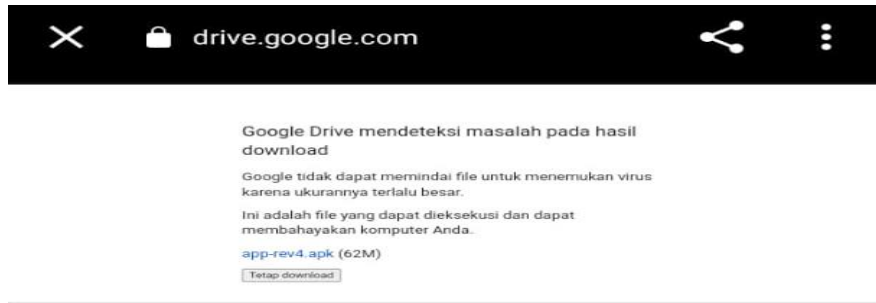 drive.google.com
Google Drive mendeteksi masalah pada hasil
download
Google tidak dapat memindai file untuk menemukan virus
karena ukurannya terlalu besar.
Ini adalah file yang dapat dieksekusi dan dapat
membahayakan komputer Anda.
app-rev4.apk (62M)
Tetap download